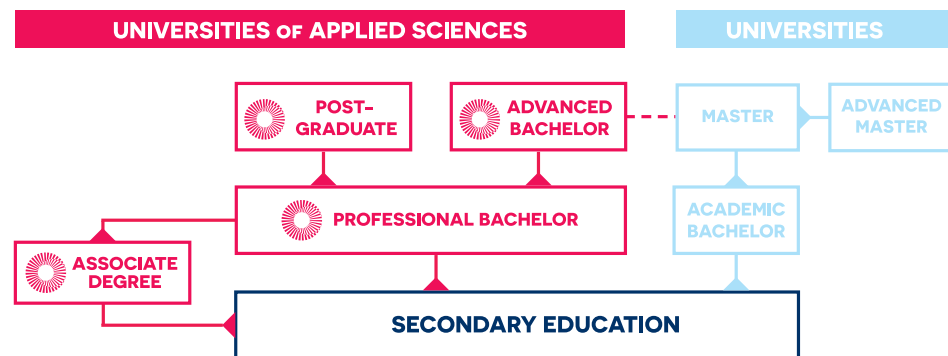 UNIVERSITIES OF APPLIED SCIENCES
UNIVERSITIES
POST-
GRADUATE
ADVANCED
BACHELOR
MASTER
ADVANCED
MASTER
PROFESSIONAL BACHELOR
ACADEMIC
BACHELOR
ASSOCIATE
DEGREE
SECONDARY EDUCATION